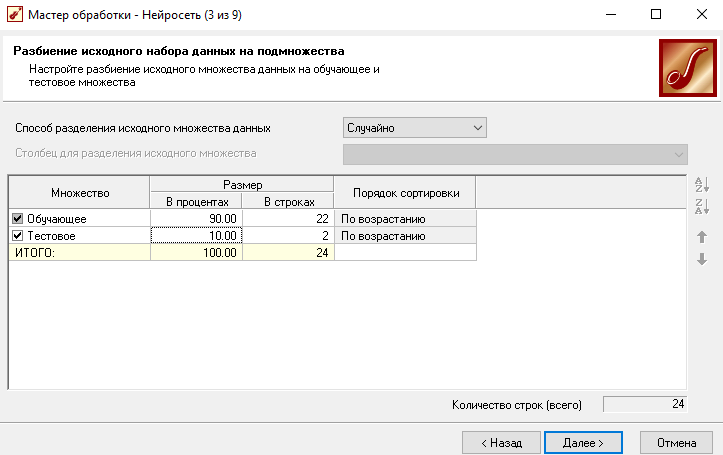 Мастер обработки - Нейросеть (3 из 9)
Разбиение исходного набора данных на подмножества
Настройте разбиение исходного множества данных на обучающее и
тестовое множества
Способ разделения исходного множества данных Случайно
Столбец для разделения исходного множества
Множество Размер Порядок сортировки
В процентах В строках
Обучающее 90.00 22 По возрастанию
Тестовое 10.00 2 По возрастанию
ИТОГО: 100.00 24
Количество строк (всего) 24
< Назад Далее > Отмена